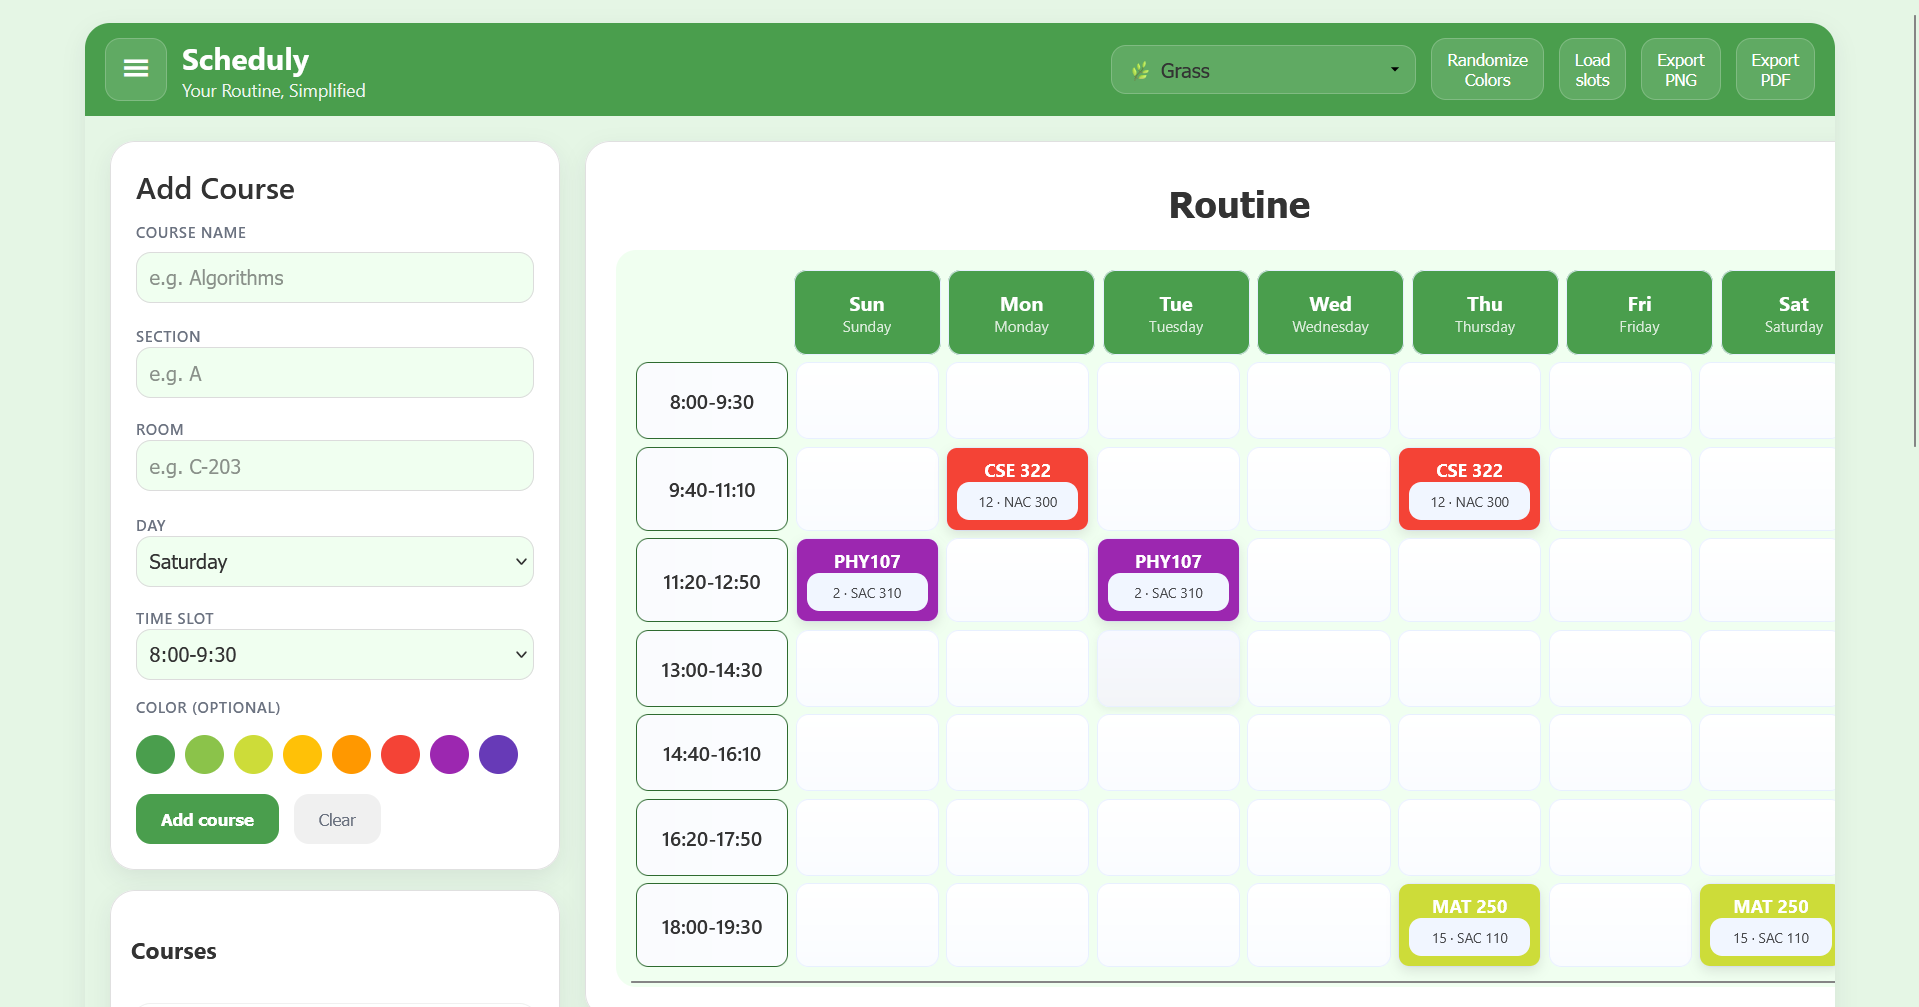 Scheduly
Your Routine, Simplified
Grass
Randomize
Colors
Load
slots
Export
PNG
Export
PDF
Add Course
COURSE NAME
e.g. Algorithms
SECTION
e.g. A
ROOM
e.g. C-203
DAY
Saturday
TIME SLOT
8:00-9:30
COLOR (OPTIONAL)
Add course
Clear
Courses
Routine
Sun Mon Tue Wed Thu Fri Sat
Sunday Monday Tuesday Wednesday Thursday Friday Saturday
8:00-9:30
9:40-11:10
CSE 322
12 · NAC 300
CSE 322
12 · NAC 300
11:20-12:50
PHY107
2 · SAC 310
PHY107
2 · SAC 310
13:00-14:30
14:40-16:10
16:20-17:50
18:00-19:30
MAT 250
15 · SAC 110
MAT 250
15 · SAC 110